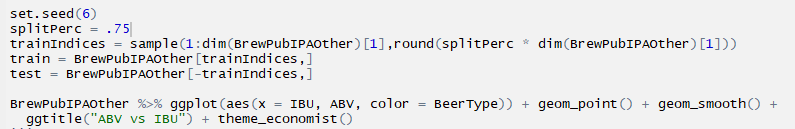 set.seed(6)
splitPerc = .75
trainIndices = sample(1:dim(BrewPubIPAOther)[1],round(splitPerc * dim(BrewPubIPAOther)[1]))
train = BrewPubIPAOther[trainIndices,]
test = BrewPubIPAOther[-trainIndices,]
BrewPubIPAOther %>% ggplot(aes(x = IBU, ABV, color = BeerType)) + geom_point() + geom_smooth() +
ggtitle("ABV vs IBU") + theme_economist()